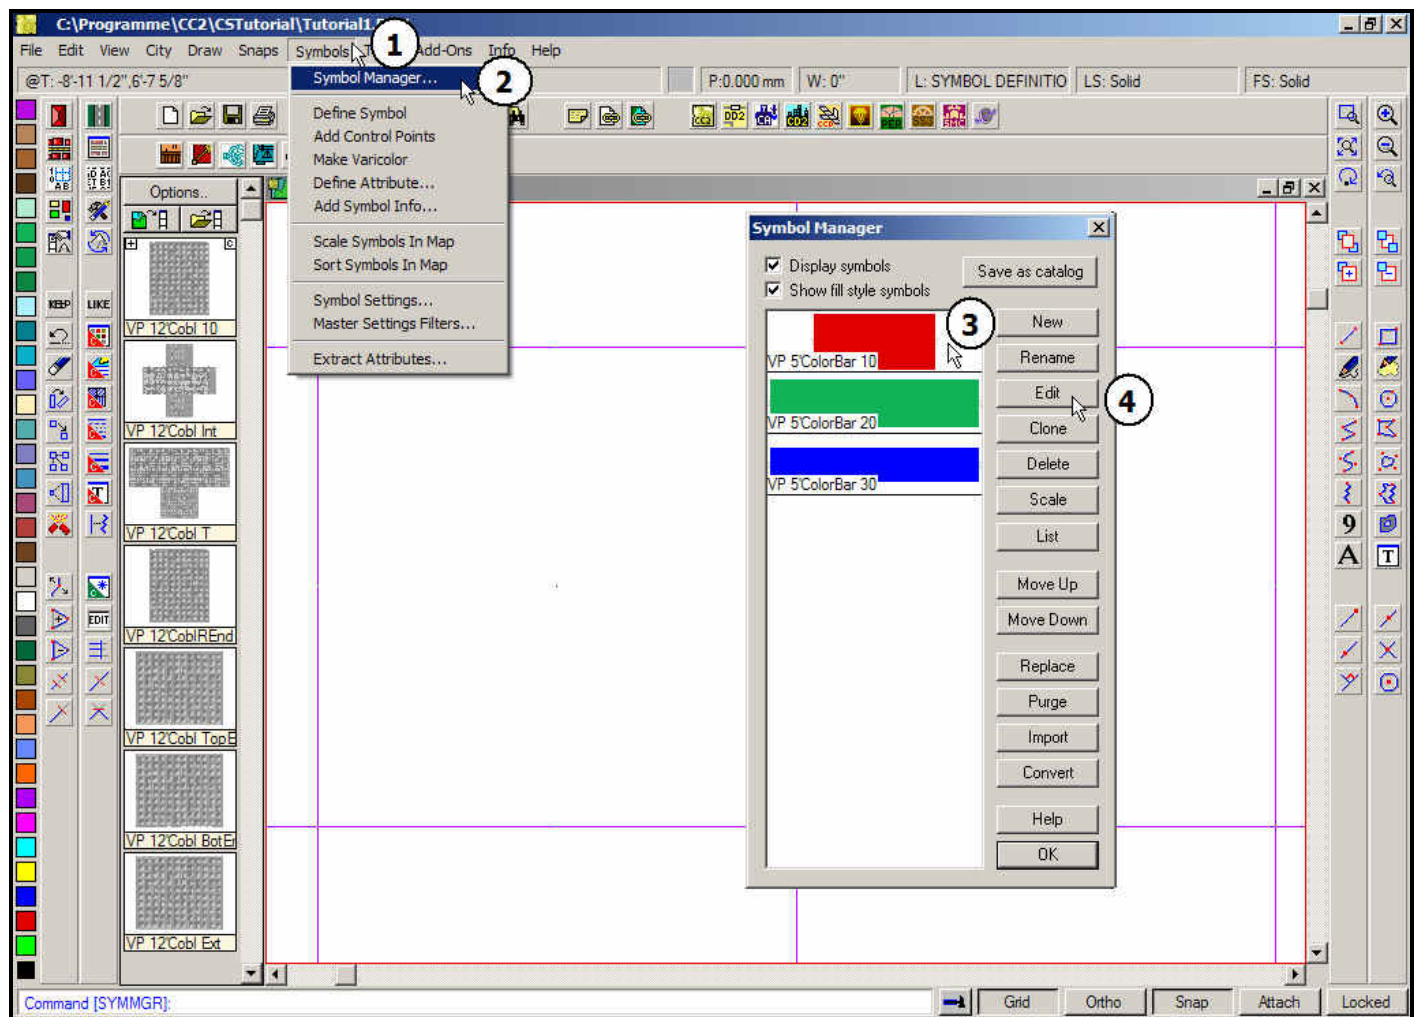 C:\Programme\CC2\CSTutorial\Tutorial1.
File Edit View City Draw Snaps Symbols Add-Ons Info Help
1
@T: -8'-11 1/2",6'-7 5/8"
P:0.000 mm W: 0" L: SYMBOL DEFINITIO LS: Solid FS: Solid
Symbol Manager...
2
Define Symbol
Add Control Points
Make Varicolor
Define Attribute...
Add Symbol Info...
Scale Symbols In Map
Sort Symbols In Map
Symbol Settings...
Master Settings Filters...
Extract Attributes...
KEEP LIKE
EDIT
Options..
VP 12'Cobl 10
VP 12'Cobl Int
VP 12'Cobl T
VP 12'CoblREnd
VP 12'Cobl TopE
VP 12'Cobl BotEr
VP 12'Cobl Ext
Symbol Manager
Display symbols
Show fill style symbols
Save as catalog
VP 5'ColorBar 10
VP 5'ColorBar 20
VP 5'ColorBar 30
3
New
Rename
Edit
4
Clone
Delete
Scale
List
Move Up
Move Down
Replace
Purge
Import
Convert
Help
OK
9
A T
Command [SYMMGR]:
Grid Ortho Snap Attach Locked